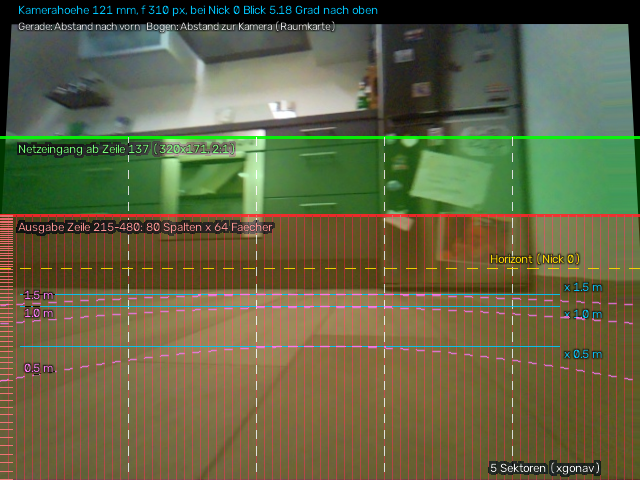 Kamerahoehe 121 mm, f 310 px, bei Nick 0 Blick 5.18 Grad nach oben
Gerade: Abstand nach vorn  Bogen: Abstand zur Kamera (Raumkarte)
Netzeingang ab Zeile 137 (320x171, 2:1)
Ausgabe Zeile 215-480: 80 Spalten x 64 Faecher
Horizont (Nick 0)
x 1.5 m
1.5 m
x 1.0 m
1.0 m
x 0.5 m
0.5 m
5 Sektoren (xgonav)